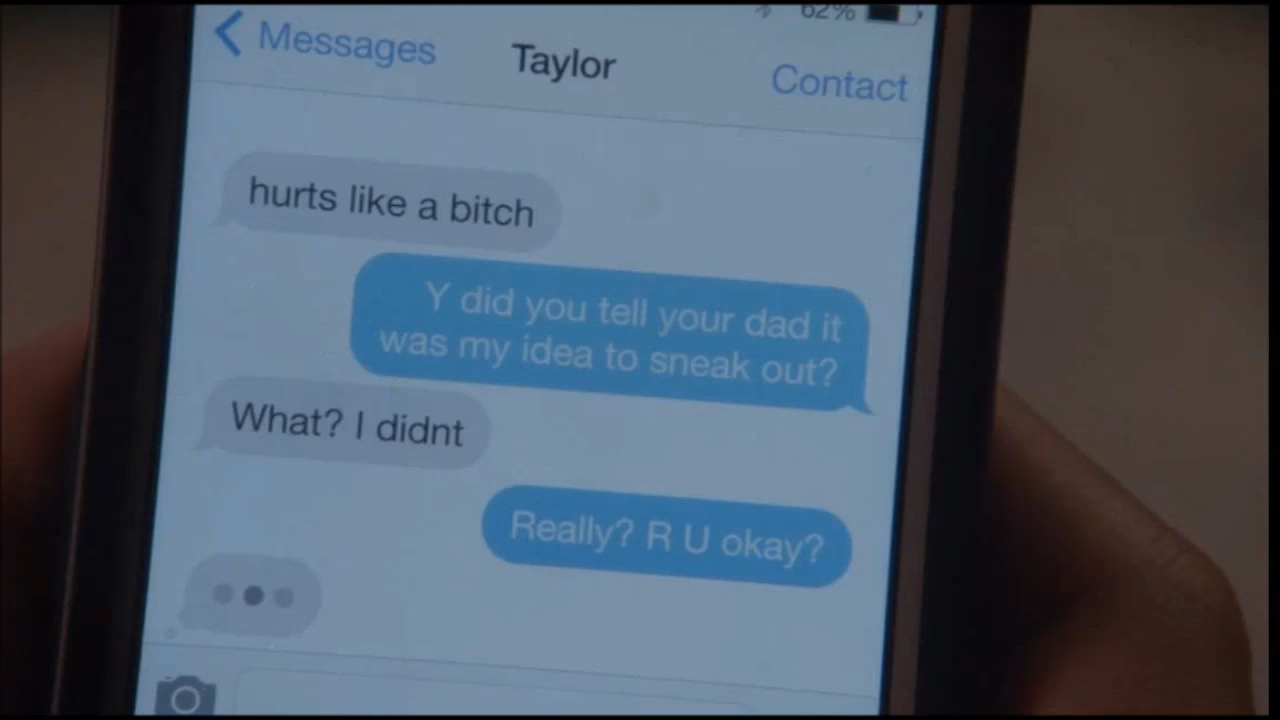 62%
Messages
Taylor
Contact
hurts like a bitch
Y did you tell your dad it
was my idea to sneak out?
What? I didnt
Really? R U okay?